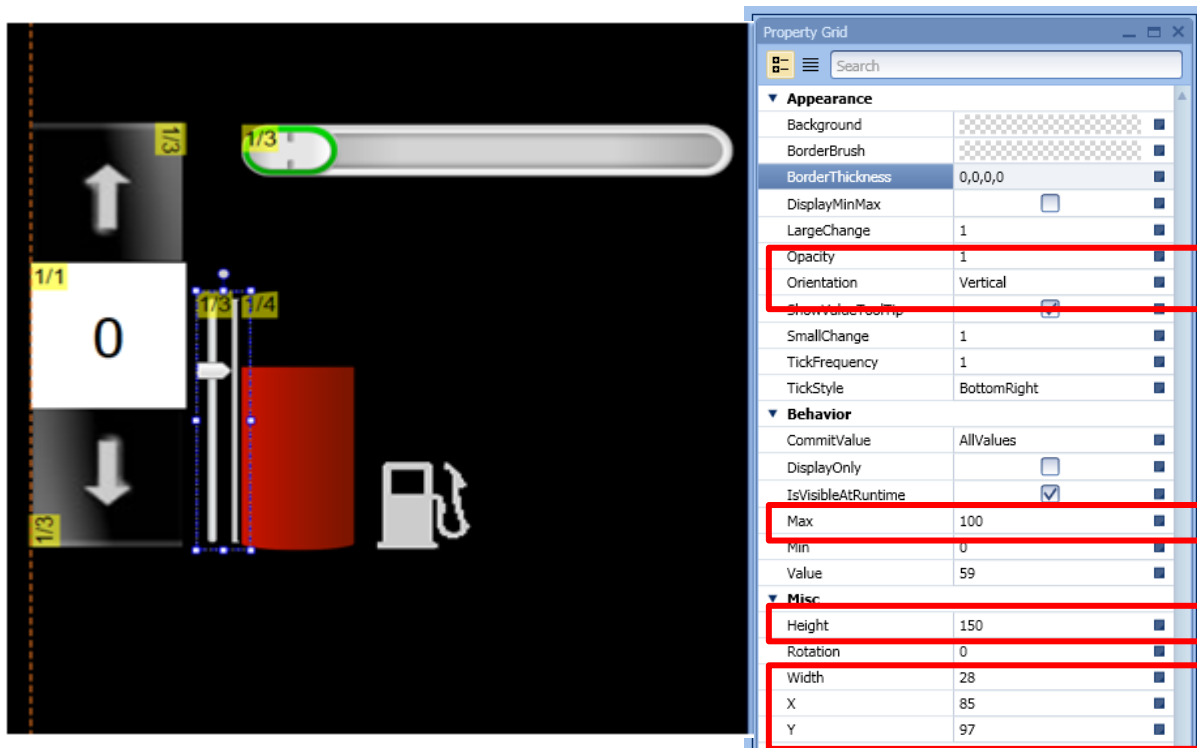 1/3
1/3
1/1
0
1/3
1/4
1/3
Property Grid
Search
Appearance
Background
BorderBrush
BorderThickness 0,0,0,0
DisplayMinMax
LargeChange 1
Opacity 1
Orientation Vertical
ShowValueToolTip
SmallChange 1
TickFrequency 1
TickStyle BottomRight
Behavior
CommitValue AllValues
DisplayOnly
IsVisibleAtRuntime
Max 100
Min 0
Value 59
Misc
Height 150
Rotation 0
Width 28
X 85
Y 97